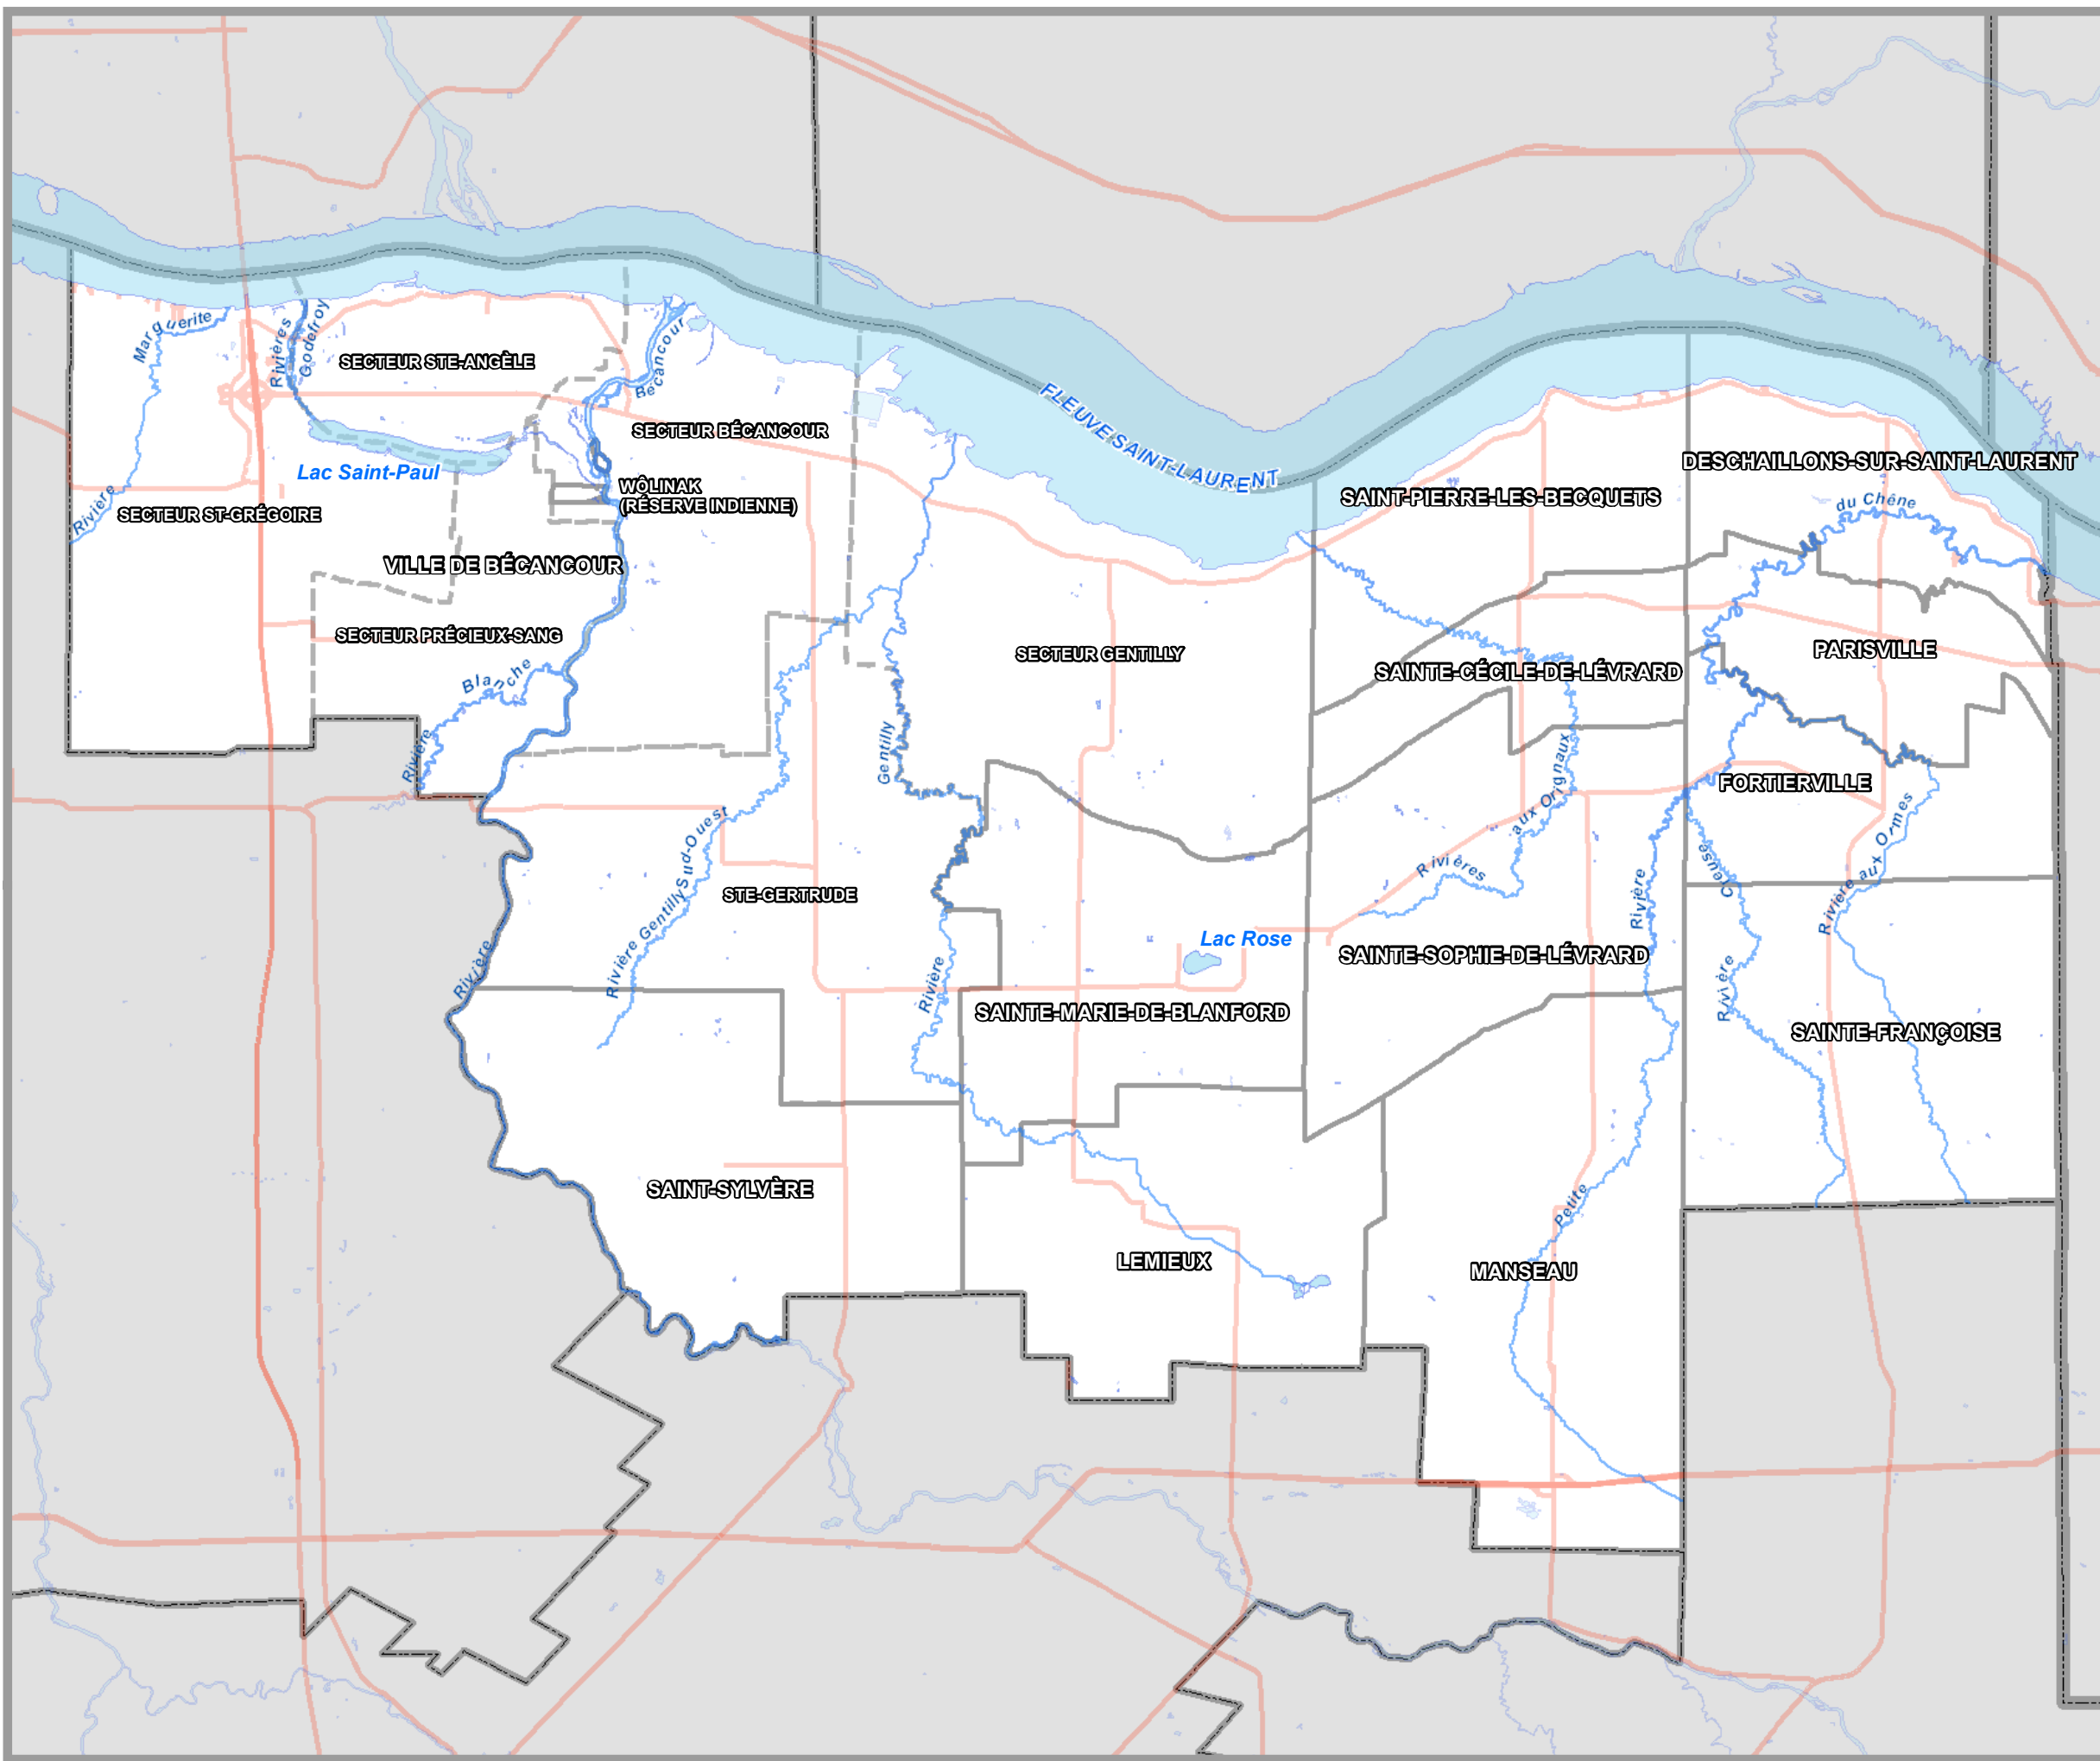 Marguerite
Rivière
Rivières
Godefroy
SECTEUR STE-ANGÈLE
Bécancour
SECTEUR BÉCANCOUR
FLEUVE SAINT-LAURENT
Lac Saint-Paul
SECTEUR ST-GRÉGOIRE
WÔLINAK
(RÉSERVE INDIENNE)
VILLE DE BÉCANCOUR
SECTEUR PRÉCIEUX-SANG
Blanche
Rivière
DESCHAILLONS-SUR-SAINT-LAURENT
SAINT-PIERRE-LES-BECQUETS
du Chêne
SECTEUR GENTILLY
SAINTE-CÉCILE-DE-LÉVRARD
PARISVILLE
Gentilly
Rivière
aux Orignaux
Rivières
FORTIERVILLE
Rivière aux Ormes
Rivière Gentilly Sud-Ouest
STE-GERTRUDE
Rivière
Lac Rose
SAINTE-MARIE-DE-BLANFORD
SAINTE-SOPHIE-DE-LÉVRARD
Rivière
Creuse
Rivière
SAINTE-FRANÇOISE
SAINT-SYLVÈRE
LEMIEUX
Petite
MANSEAU